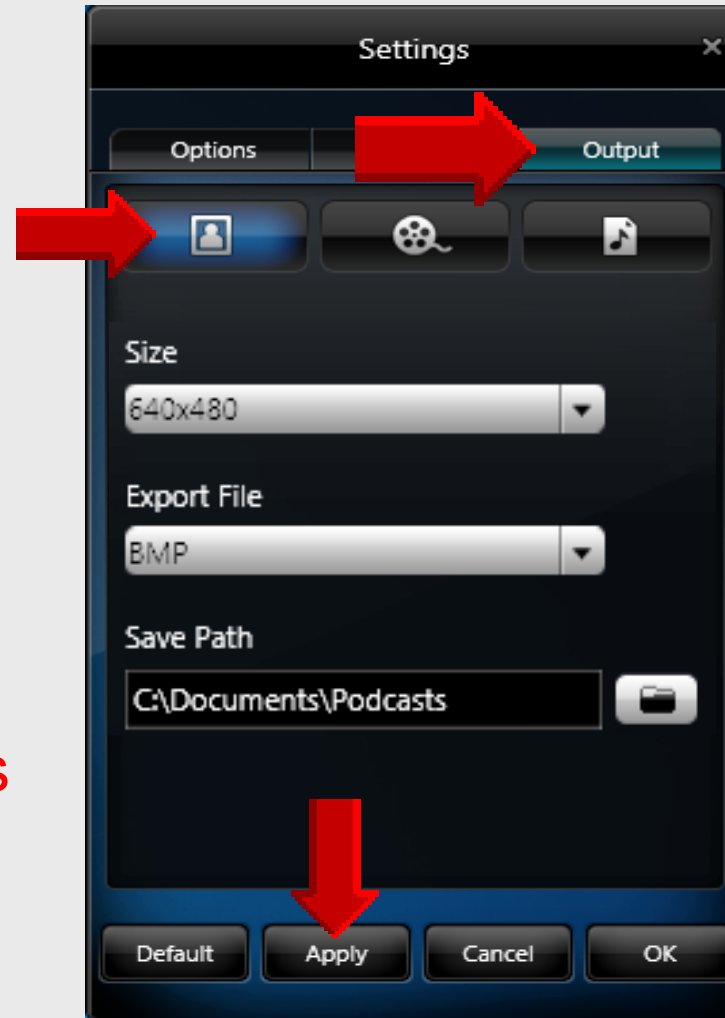 Settings
Options
Output
Size
640x480
Export File
BMP
Save Path
C:\Documents\Podcasts
s
Default Apply Cancel OK